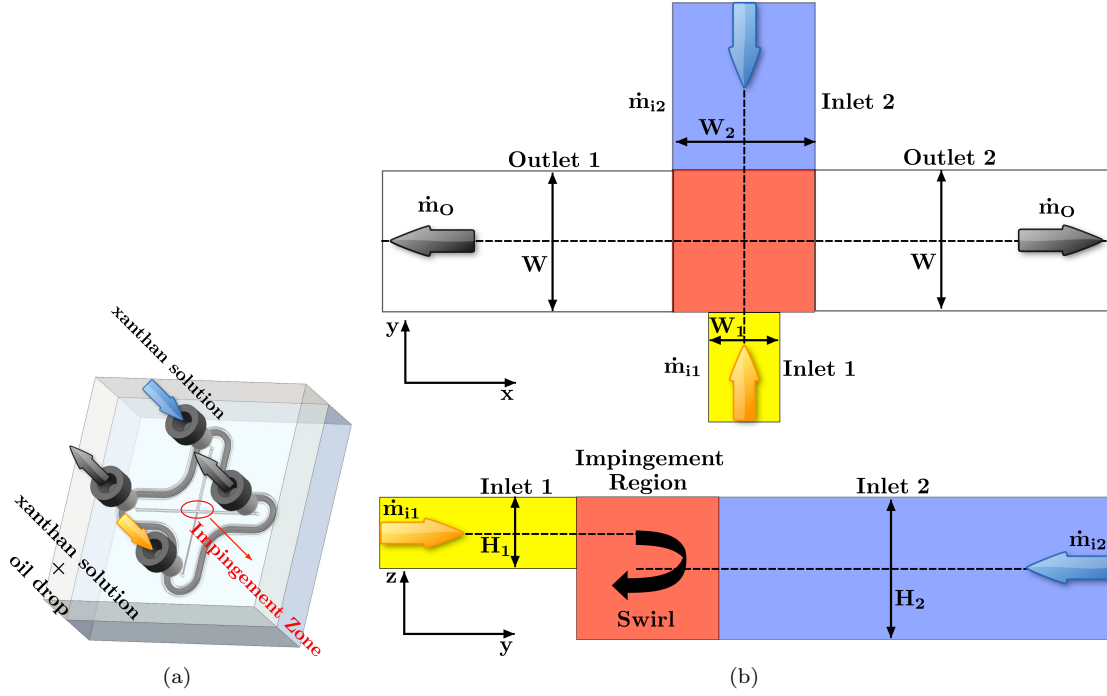 xanthan solution
xanthan solution
+
oil drop
Impingement Zone
(a)
ṁi2
Inlet 2
W2
Outlet 1
Outlet 2
ṁO
ṁO
W
W
y
x
W1
ṁi1
Inlet 1
Impingement
Region
Inlet 1
Inlet 2
ṁi1
H1
ṁi2
z
H2
Swirl
y
(b)